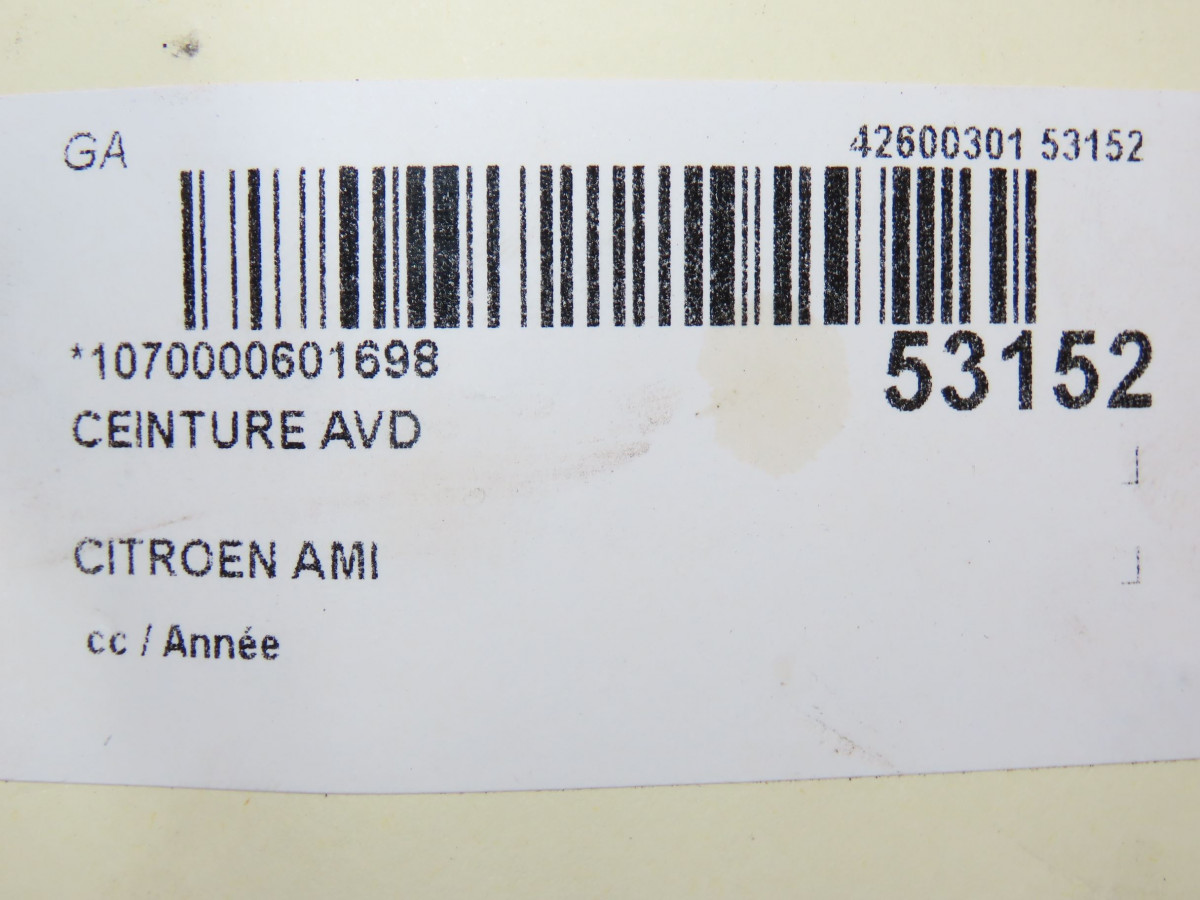 GA
42600301 53152
*1070000601698
53152
CEINTURE AVD
CITROEN AMI
cc / Année